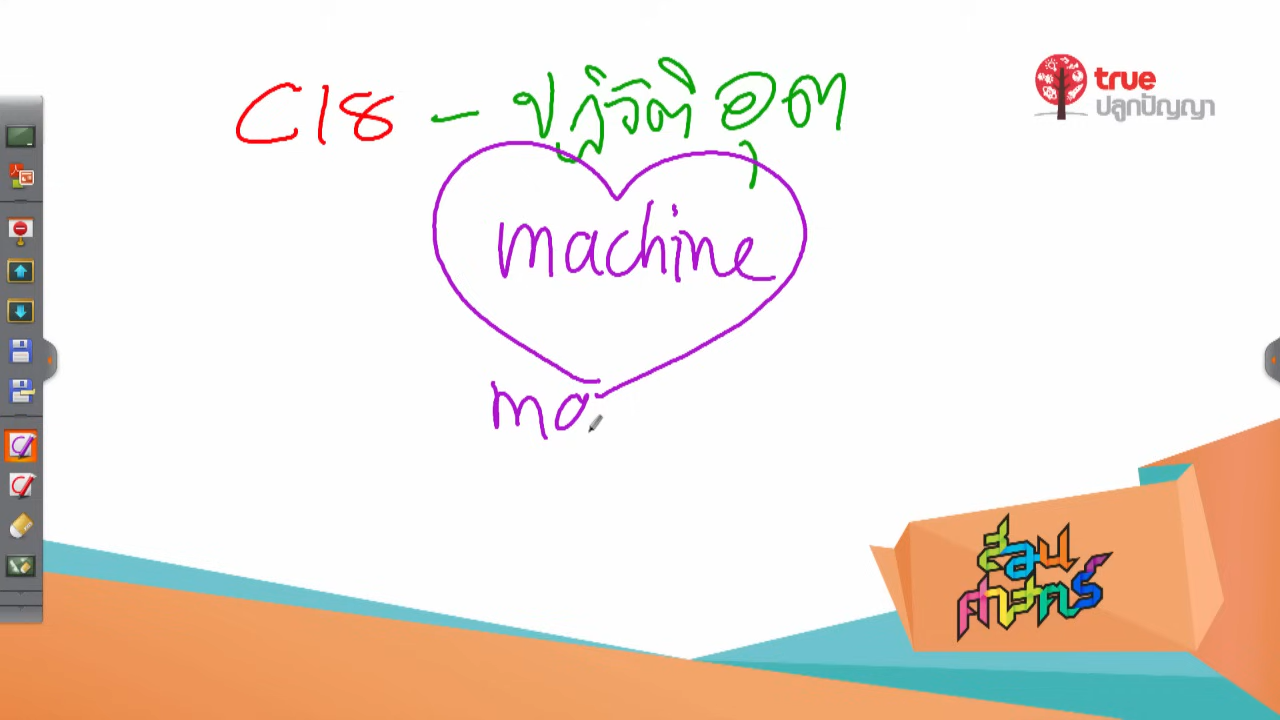 C18 - ปฏิวัติ อุต
true
ปลูกปัญญา
machine
ma
สอน
ศาสตร์